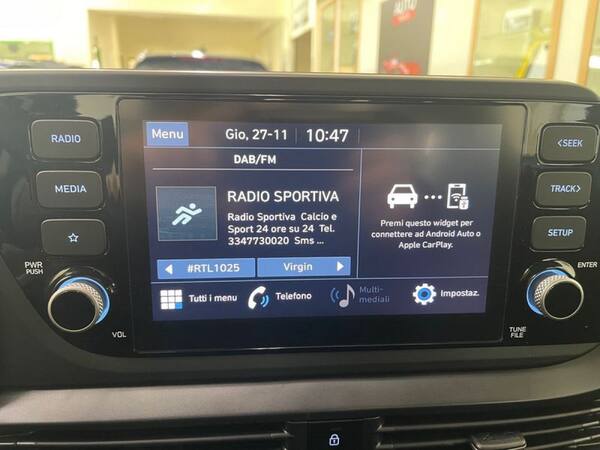 AUTO
RADIO
MEDIA
PWR
PUSH
VOL
Menu
Gio, 27-11
10:47
DAB/FM
RADIO SPORTIVA
Radio Sportiva Calcio e
Sport 24 ore su 24 Tel.
3347730020 Sms ...
#RTL1025
Virgin
Premi questo widget per
connettere ad Android Auto o
Apple CarPlay.
Tutti i menu
Telefono
Multi-
mediali
Impostaz.
<SEEK
TRACK>
SETUP
ENTER
TUNE
FILE